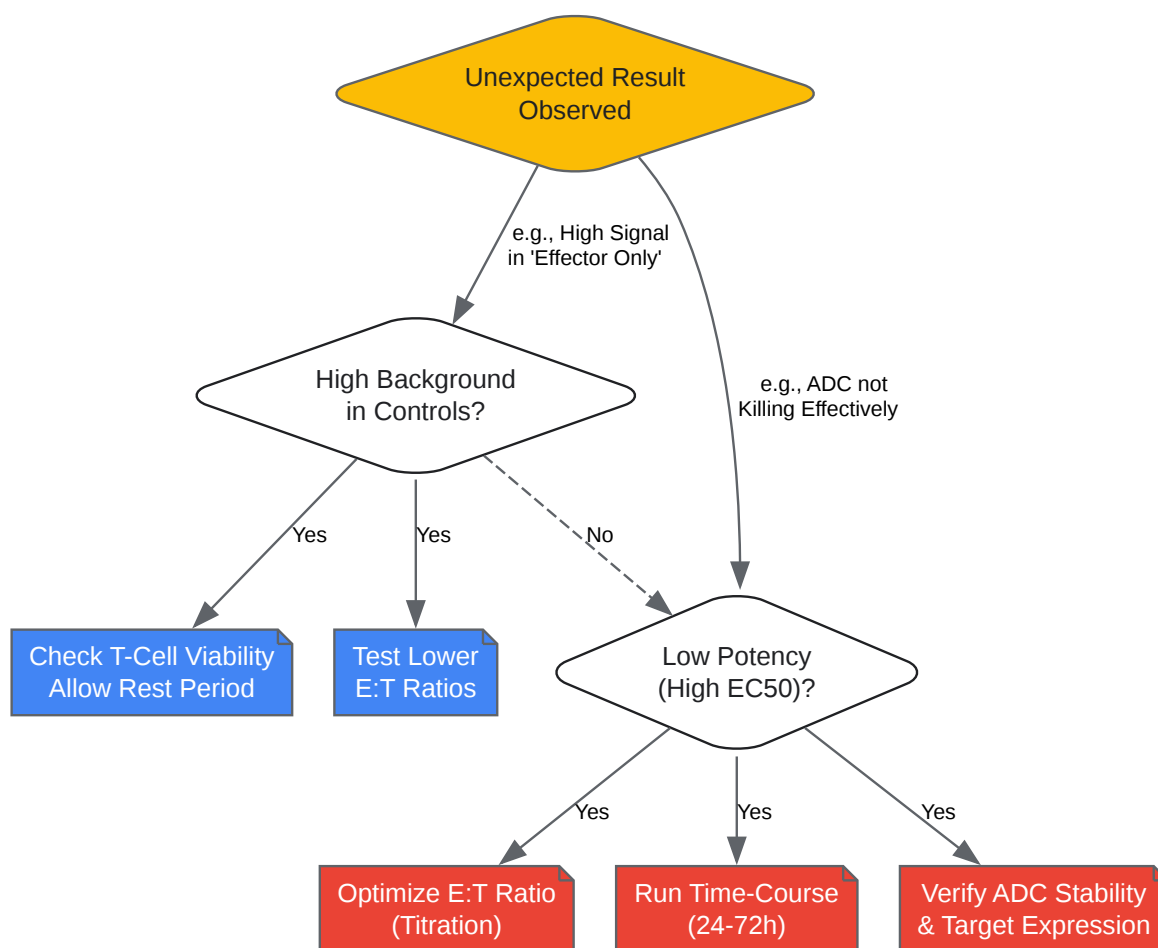 Unexpected Result
Observed
e.g., High Signal
in 'Effector Only'
e.g., ADC not
Killing Effectively
High Background
in Controls?
Yes
Yes
No
Check T-Cell Viability
Allow Rest Period
Test Lower
E:T Ratios
Low Potency
(High EC50)?
Yes
Yes
Yes
Optimize E:T Ratio
(Titration)
Run Time-Course
(24-72h)
Verify ADC Stability
& Target Expression